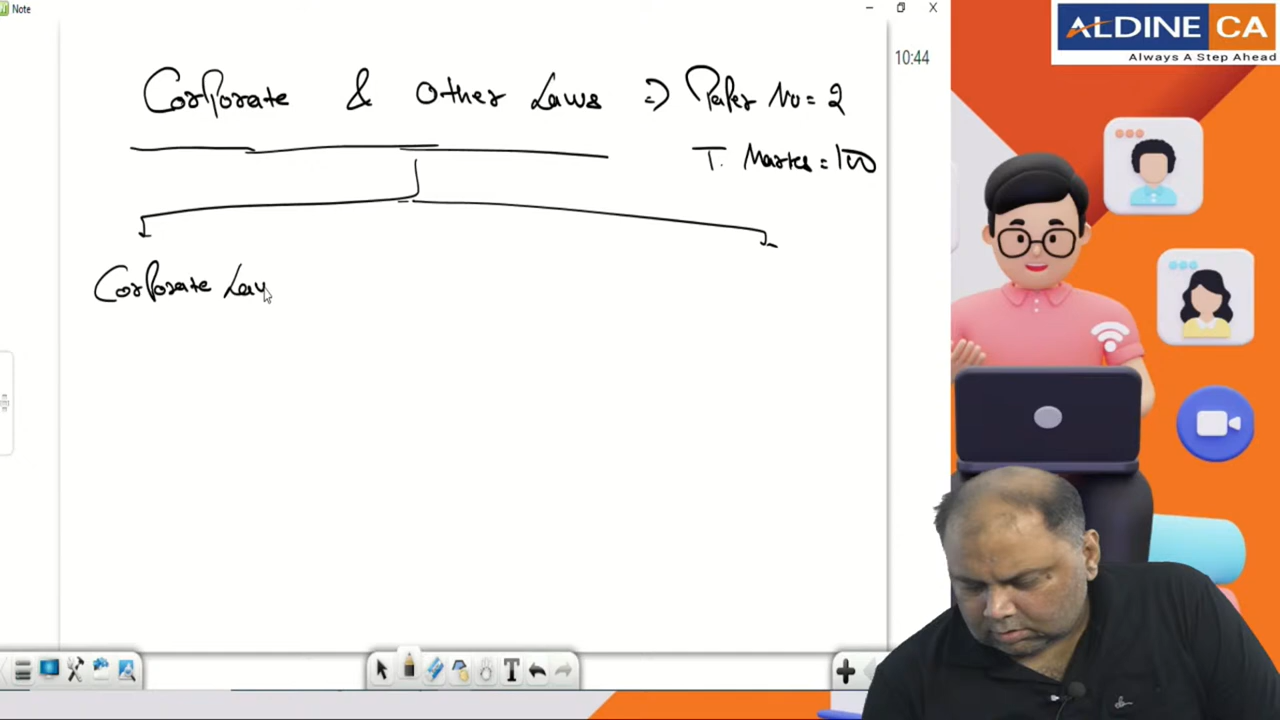 Note
ALDINE CA
Always A Step Ahead
10:44
Corporate & Other Laws => Paper No = 2
T. Marks = 100
Corporate Law
T